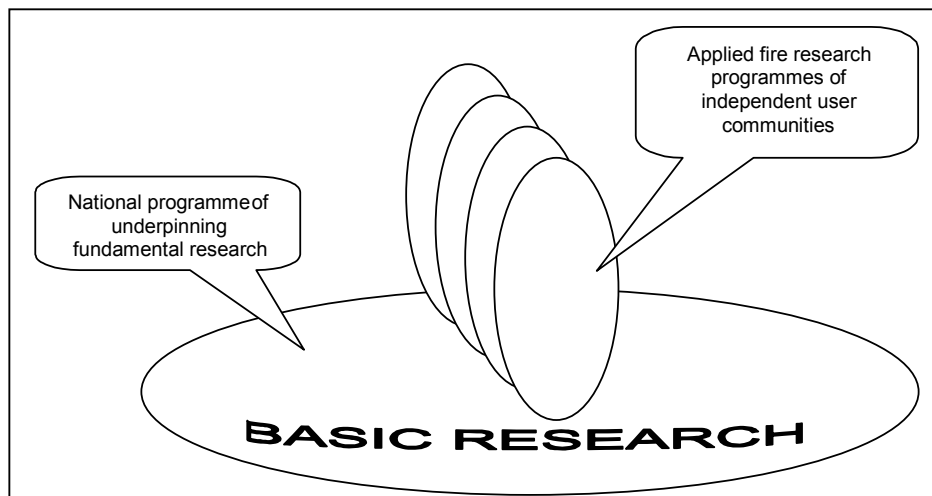 Applied fire research
programmes of
independent user
communities
National programme of
underpinning
fundamental research
BASIC RESEARCH